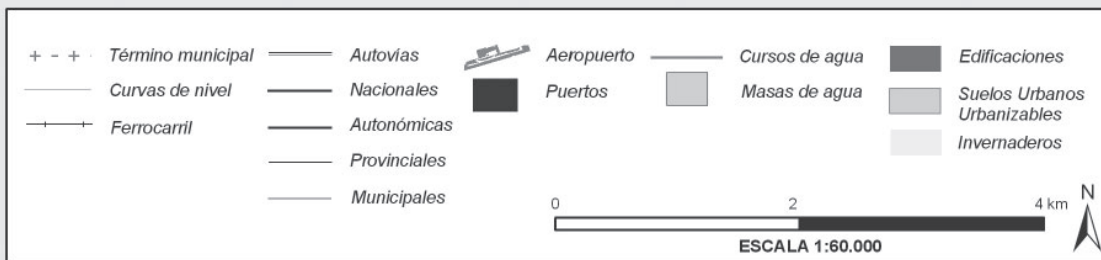 Término municipal
Curvas de nivel
Ferrocarril
Autovías
Nacionales
Autonómicas
Provinciales
Municipales
Aeropuerto
Puertos
Cursos de agua
Masas de agua
Edificaciones
Suelos Urbanos
Urbanizables
Invernaderos
0 2 4 km
ESCALA 1:60.000
N